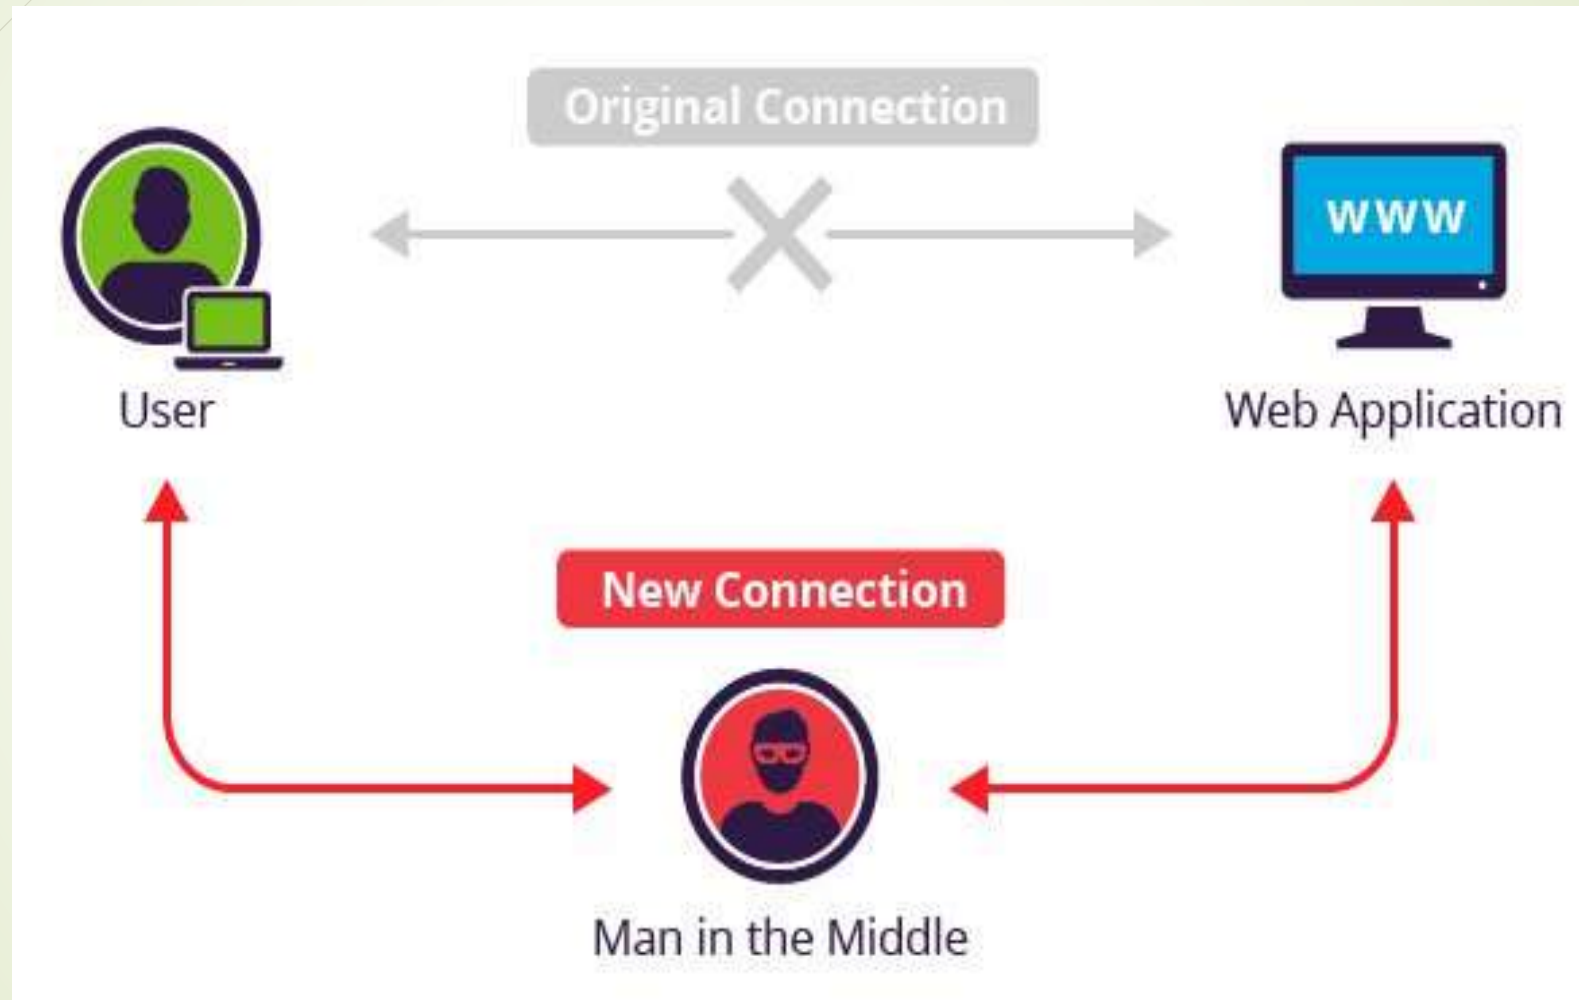 Original Connection
www
User
Web Application
New Connection
Man in the Middle